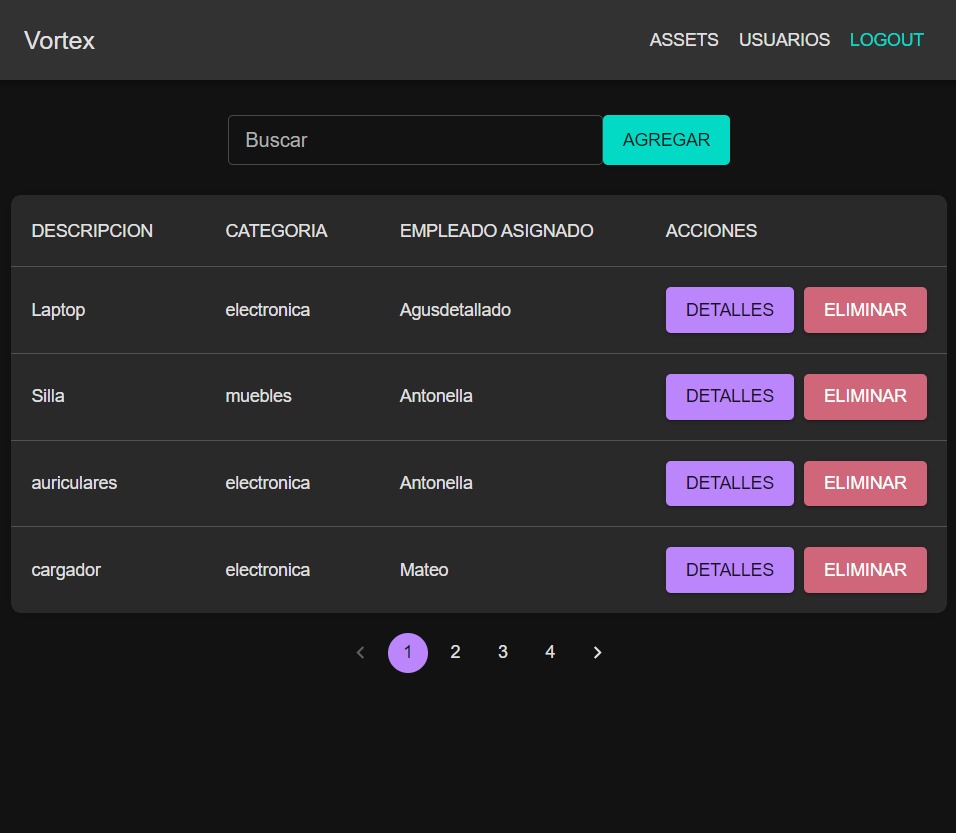 Vortex ASSETS USUARIOS LOGOUT
Buscar AGREGAR
DESCRIPCION CATEGORIA EMPLEADO ASIGNADO ACCIONES
Laptop electronica Agusdetallado DETALLES ELIMINAR
Silla muebles Antonella DETALLES ELIMINAR
auriculares electronica Antonella DETALLES ELIMINAR
cargador electronica Mateo DETALLES ELIMINAR
1 2 3 4